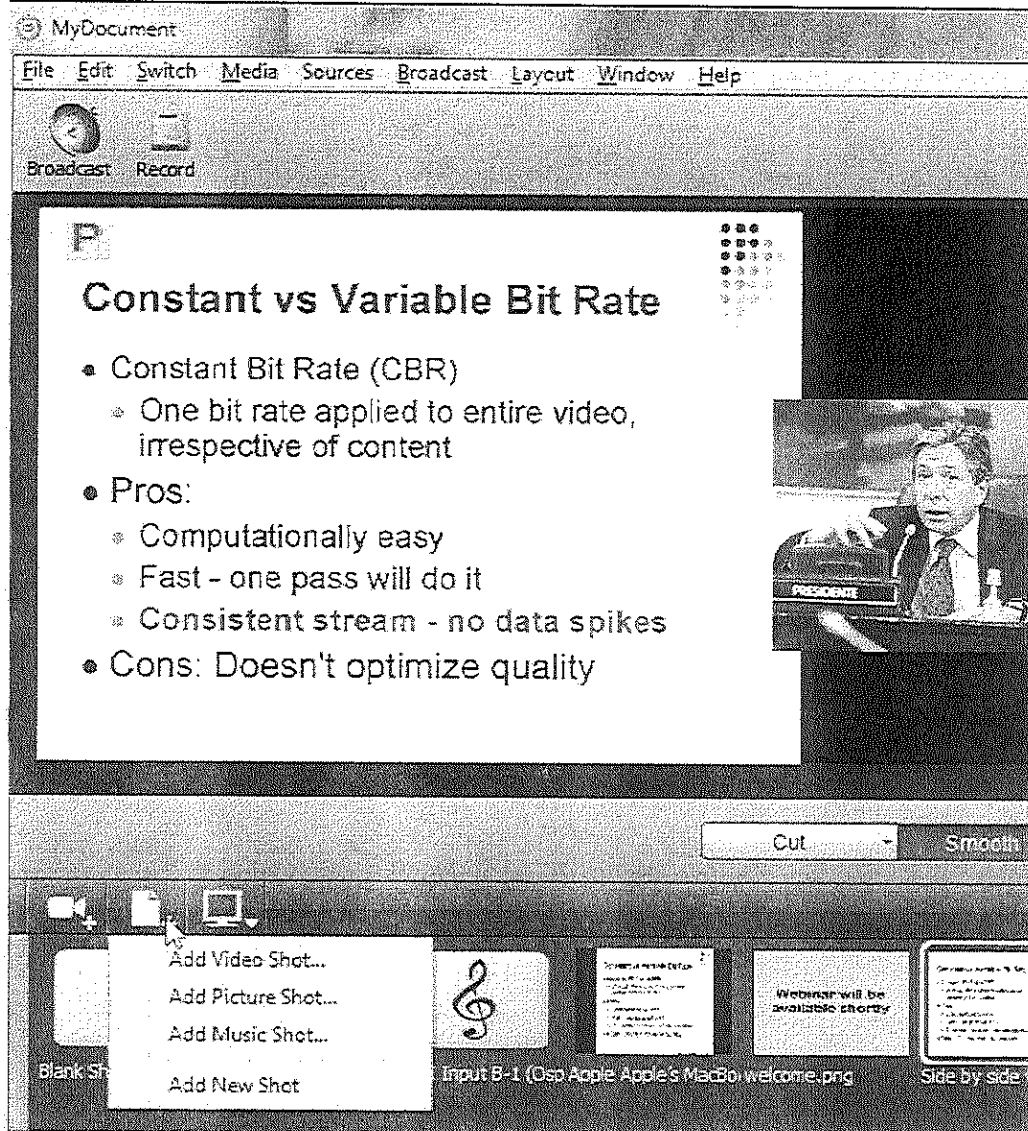 MyDocument
File Edit Switch Media Sources Broadcast Layout Window Help
Broadcast Record
P
Constant vs Variable Bit Rate
Constant Bit Rate (CBR)
One bit rate applied to entire video,
irrespective of content
Pros:
Computationally easy
Fast - one pass will do it
Consistent stream - no data spikes
Cons: Doesn't optimize quality
PRESIDENTE
Cut Smooth
Add Video Shot...
Add Picture Shot...
Add Music Shot...
Add New Shot
Webinar will be
available shortly
Blank Sh Input B-1 (Osp Apple Apple's MacBo welcome.png Side by side